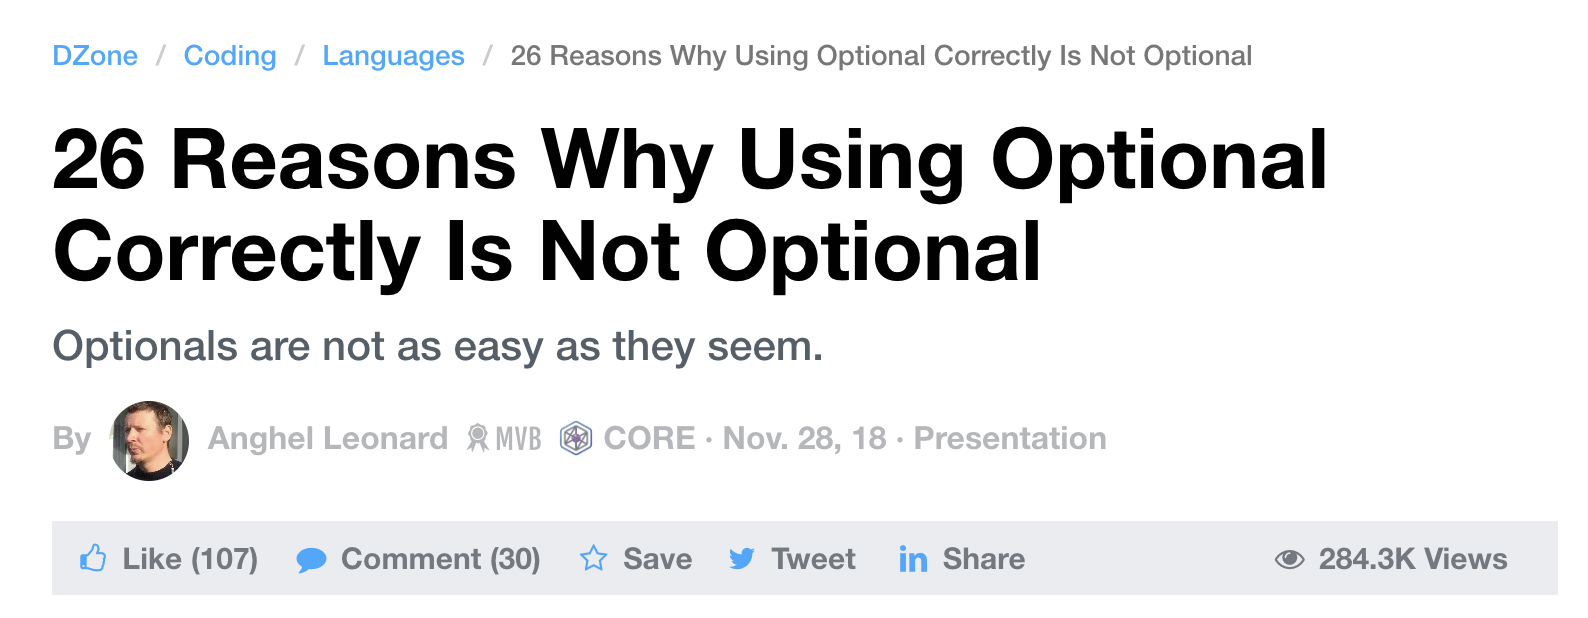 DZone / Coding / Languages / 26 Reasons Why Using Optional Correctly Is Not Optional
26 Reasons Why Using Optional
Correctly Is Not Optional
Optionals are not as easy as they seem.
By Anghel Leonard MVB CORE · Nov. 28, 18 · Presentation
Like (107) Comment (30) Save Tweet in Share 284.3K Views